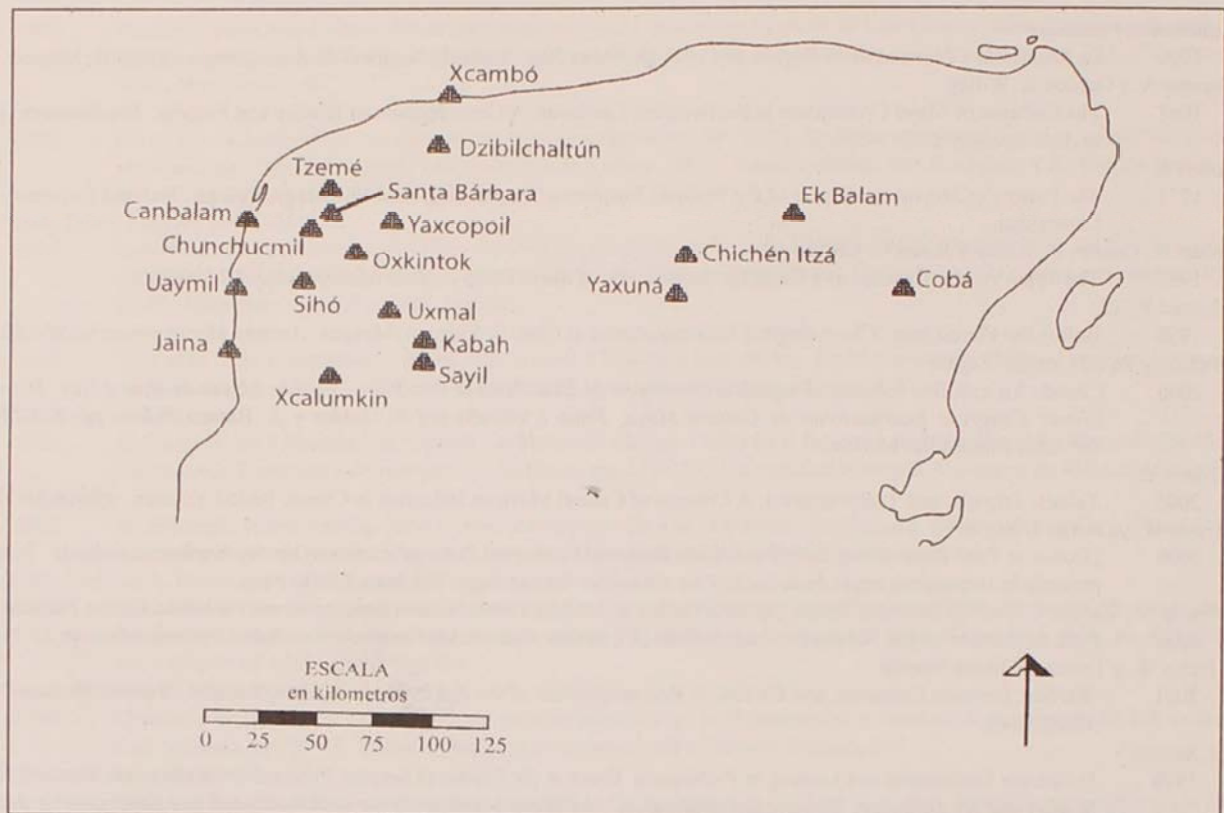 Xcambó
Dzibilchaltún
Tzemé
Santa Bárbara
Canbalam
Yaxcopoil
Ek Balam
Chunchucmil
Oxkintok
Chichén Itzá
Uaymil
Sihó
Yaxuná
Cobá
Uxmal
Jaina
Kabah
Sayil
Xcalumkin
ESCALA
en kilometros
0 25 50 75 100 125